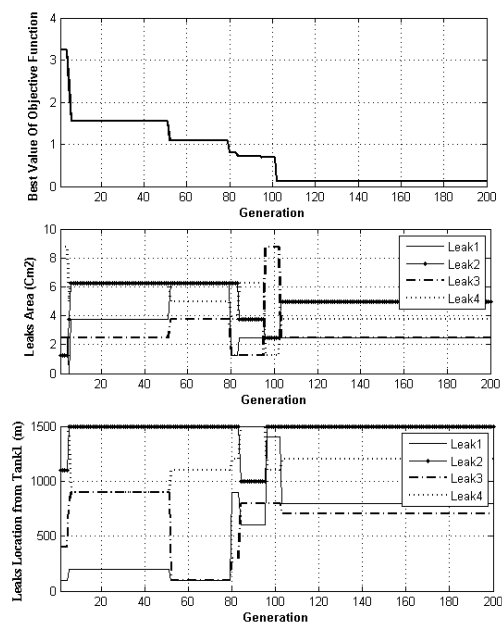 Best Value Of Objective Function
4
3
2
1
0
20 40 60 80 100 120 140 160 180 200
Generation
Leaks Area (Cm2)
10
8
6
4
2
0
Leak1
Leak2
Leak3
Leak4
20 40 60 80 100 120 140 160 180 200
Generation
Leaks Location from Tank1 (m)
1500
1000
500
0
Leak1
Leak2
Leak3
Leak4
20 40 60 80 100 120 140 160 180 200
Generation